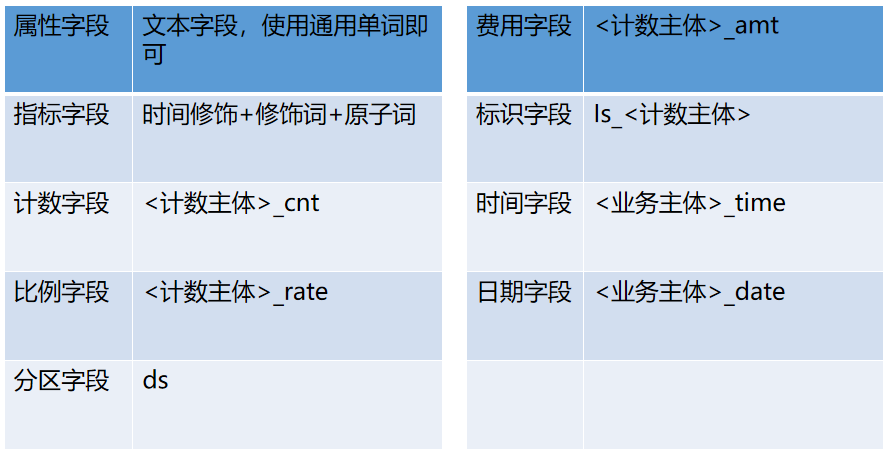 属性字段
文本字段，使用通用单词即
可
指标字段
时间修饰+修饰词+原子词
计数字段
<计数主体>_cnt
比例字段
<计数主体>_rate
分区字段
ds
费用字段
<计数主体>_amt
标识字段
Is_<计数主体>
时间字段
<业务主体>_time
日期字段
<业务主体>_date